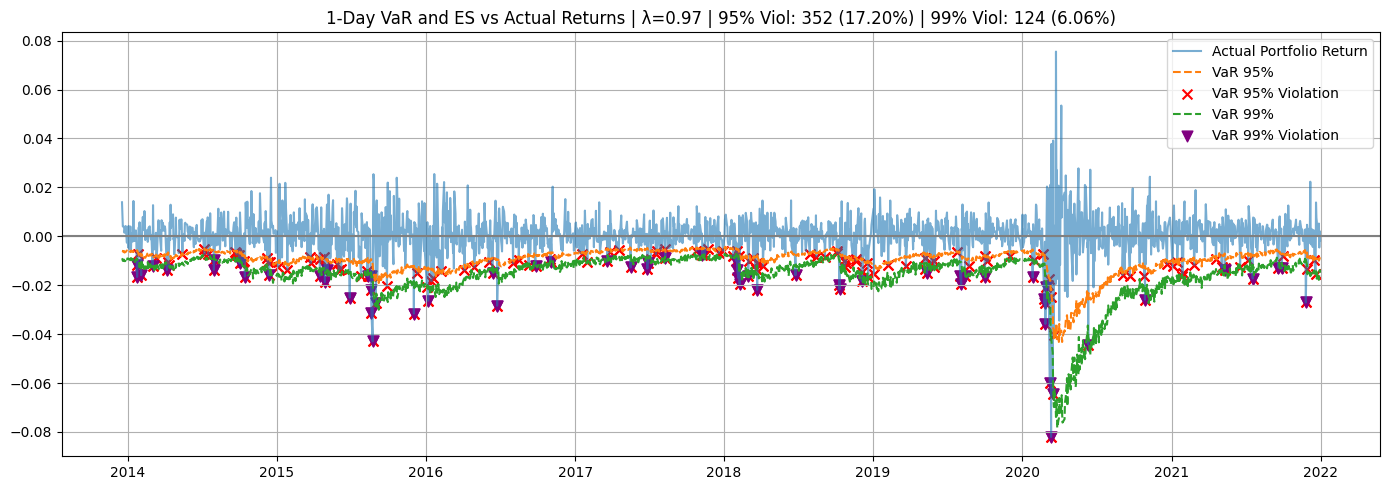 1-Day VaR and ES vs Actual Returns | λ=0.97 | 95% Viol: 352 (17.20%) | 99% Viol: 124 (6.06%)
0.08
0.06
0.04
0.02
0.00
−0.02
−0.04
−0.06
−0.08
Actual Portfolio Return
VaR 95%
VaR 95% Violation
VaR 99%
VaR 99% Violation
2014 2015 2016 2017 2018 2019 2020 2021 2022